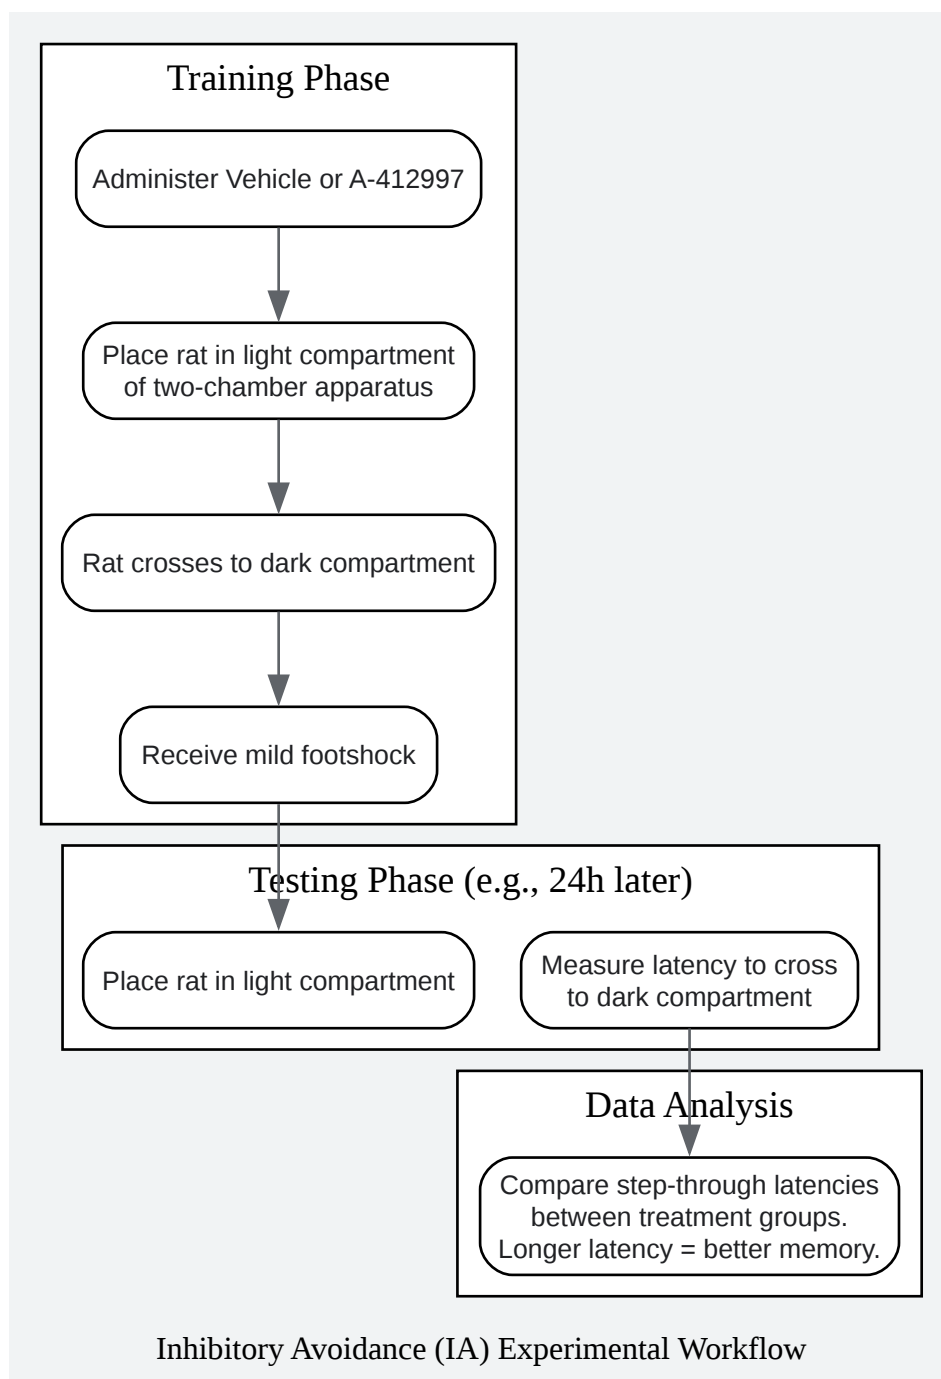 Training Phase
Administer Vehicle or A-412997
Place rat in light compartment
of two-chamber apparatus
Rat crosses to dark compartment
Receive mild footshock
Testing Phase (e.g., 24h later)
Place rat in light compartment
Measure latency to cross
to dark compartment
Data Analysis
Compare step-through latencies
between treatment groups.
Longer latency = better memory.
Inhibitory Avoidance (IA) Experimental Workflow